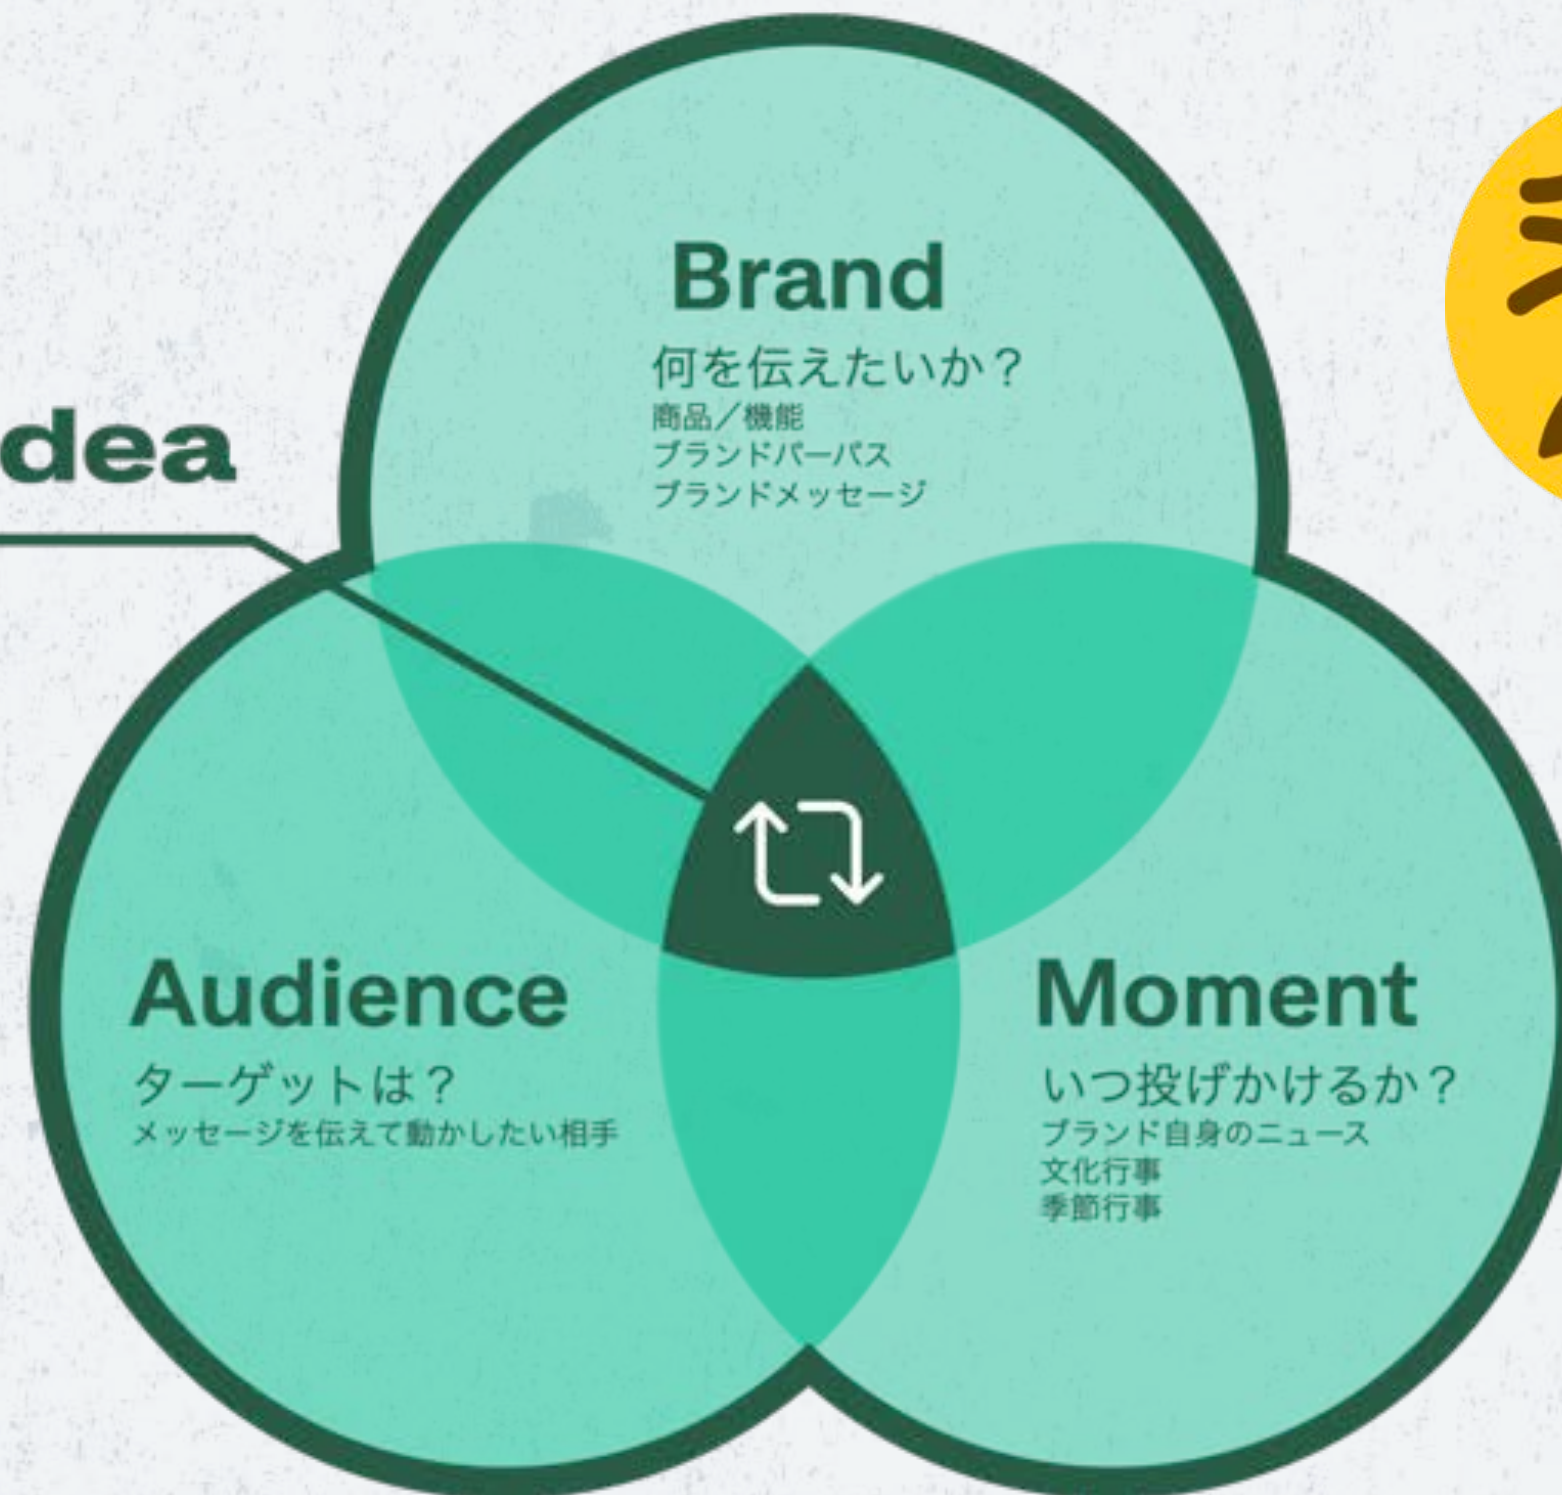 Brand
何を伝えたいか？
商品／機能
ブランドパーパス
ブランドメッセージ
dea
Audience
ターゲットは？
メッセージを伝えて動かしたい相手
Moment
いつ投げかけるか？
ブランド自身のニュース
文化行事
季節行事